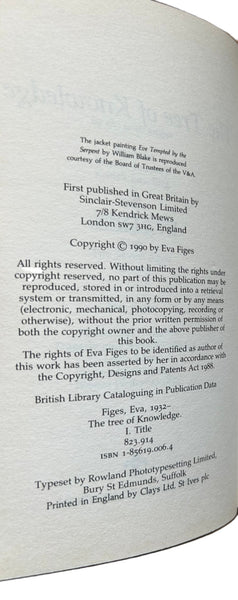 The jacket painting Eve Tempted by the
Serpent by William Blake is reproduced
courtesy of the Board of Trustees of the V&A.
First published in Great Britain by
Sinclair-Stevenson Limited
7/8 Kendrick Mews
London SW7 3HG, England
Copyright © 1990 by Eva Figes
All rights reserved. Without limiting the rights under
copyright reserved, no part of this publication may be
reproduced, stored in or introduced into a retrieval
system or transmitted, in any form or by any means
(electronic, mechanical, photocopying, recording or
otherwise), without the prior written permission of
both the copyright owner and the above publisher of
this book.
The rights of Eva Figes to be identified as author of
this work has been asserted by her in accordance with
the Copyright, Designs and Patents Act 1988.
British Library Cataloguing in Publication Data
Figes, Eva, 1932–
The tree of Knowledge.
I. Title
823.914
ISBN 1-85619.006.4
Typeset by Rowland Phototypesetting Limited,
Bury St Edmunds, Suffolk
Printed in England by Clays Ltd. St Ives plc